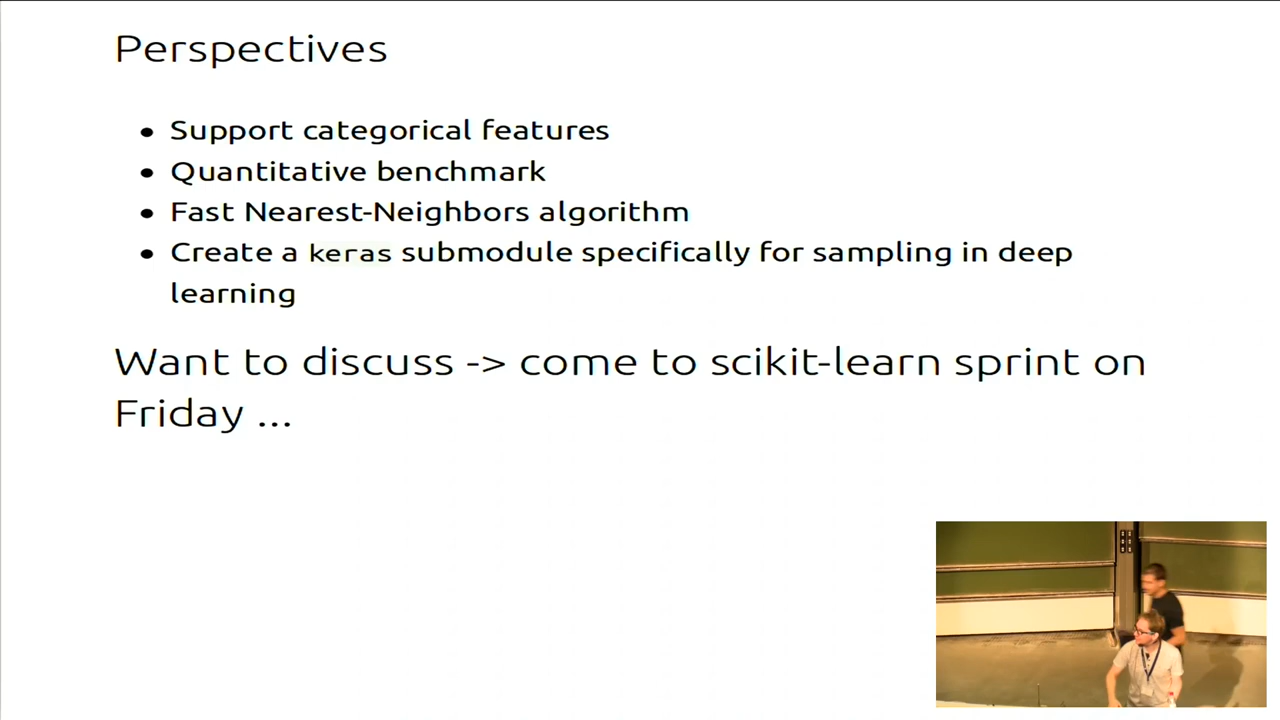 Perspectives
• Support categorical features
• Quantitative benchmark
• Fast Nearest-Neighbors algorithm
• Create a keras submodule specifically for sampling in deep
learning
Want to discuss -> come to scikit-learn sprint on
Friday ...